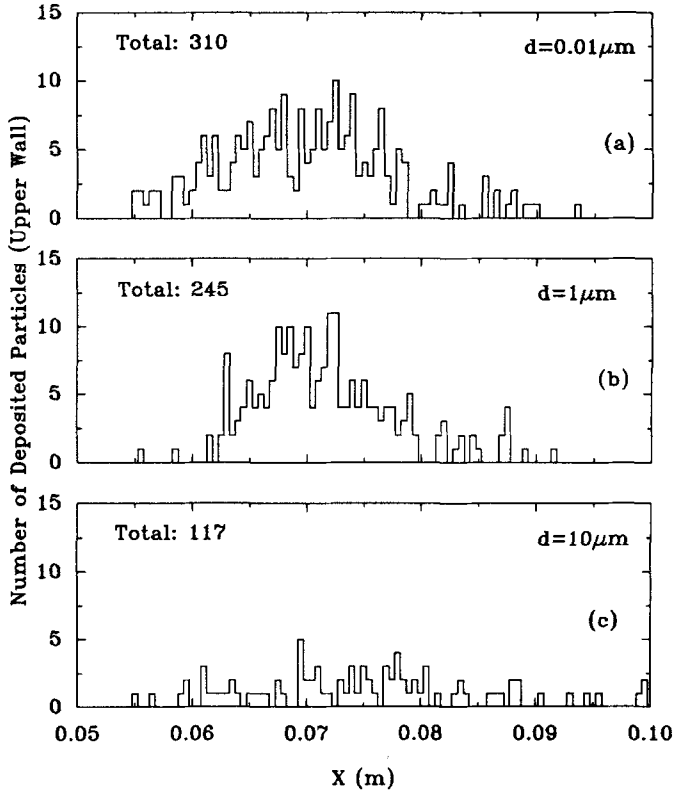 Number of Deposited Particles (Upper Wall)
15
10
5
0
Total: 310
d=0.01μm
(a)
15
10
5
0
Total: 245
d=1μm
(b)
15
10
5
0
Total: 117
d=10μm
(c)
0.05 0.06 0.07 0.08 0.09 0.10
X (m)